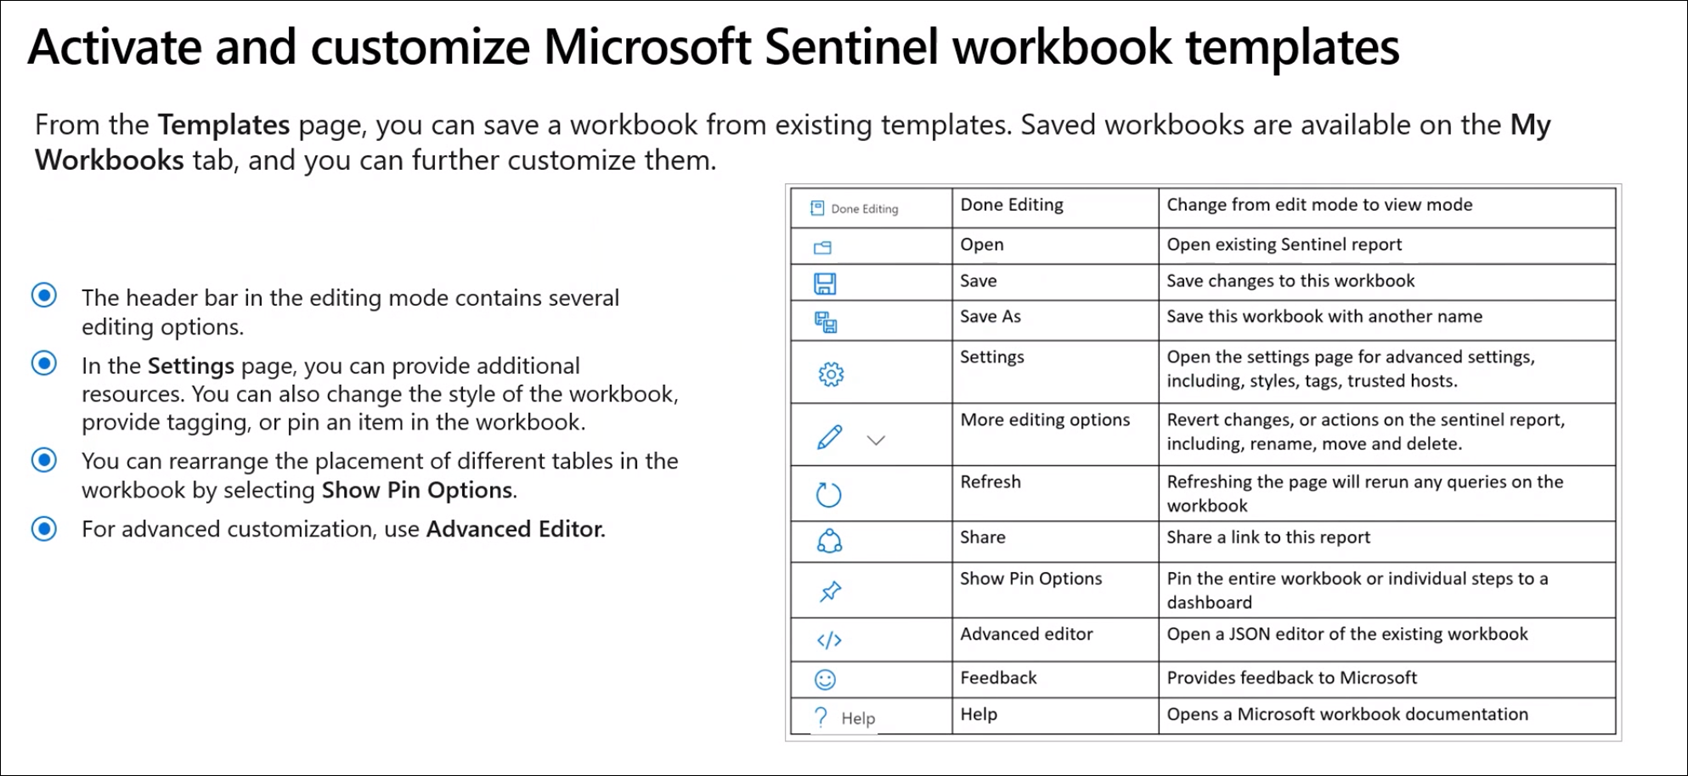 Activate and customize Microsoft Sentinel workbook templates
From the Templates page, you can save a workbook from existing templates. Saved workbooks are available on the My
Workbooks tab, and you can further customize them.
The header bar in the editing mode contains several
editing options.
In the Settings page, you can provide additional
resources. You can also change the style of the workbook,
provide tagging, or pin an item in the workbook.
You can rearrange the placement of different tables in the
workbook by selecting Show Pin Options.
For advanced customization, use Advanced Editor.
Done Editing Done Editing Change from edit mode to view mode
Open Open existing Sentinel report
Save Save changes to this workbook
Save As Save this workbook with another name
Settings Open the settings page for advanced settings,
including, styles, tags, trusted hosts.
More editing options Revert changes, or actions on the sentinel report,
including, rename, move and delete.
Refresh Refreshing the page will rerun any queries on the
workbook
Share Share a link to this report
Show Pin Options Pin the entire workbook or individual steps to a
dashboard
</> Advanced editor Open a JSON editor of the existing workbook
Feedback Provides feedback to Microsoft
? Help Help Opens a Microsoft workbook documentation